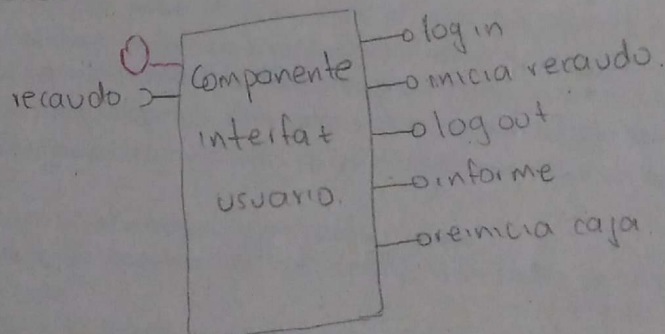 login
Componente
inicia recaudo.
recaudo
interfat
logout
usuario.
informe
reinicia caja